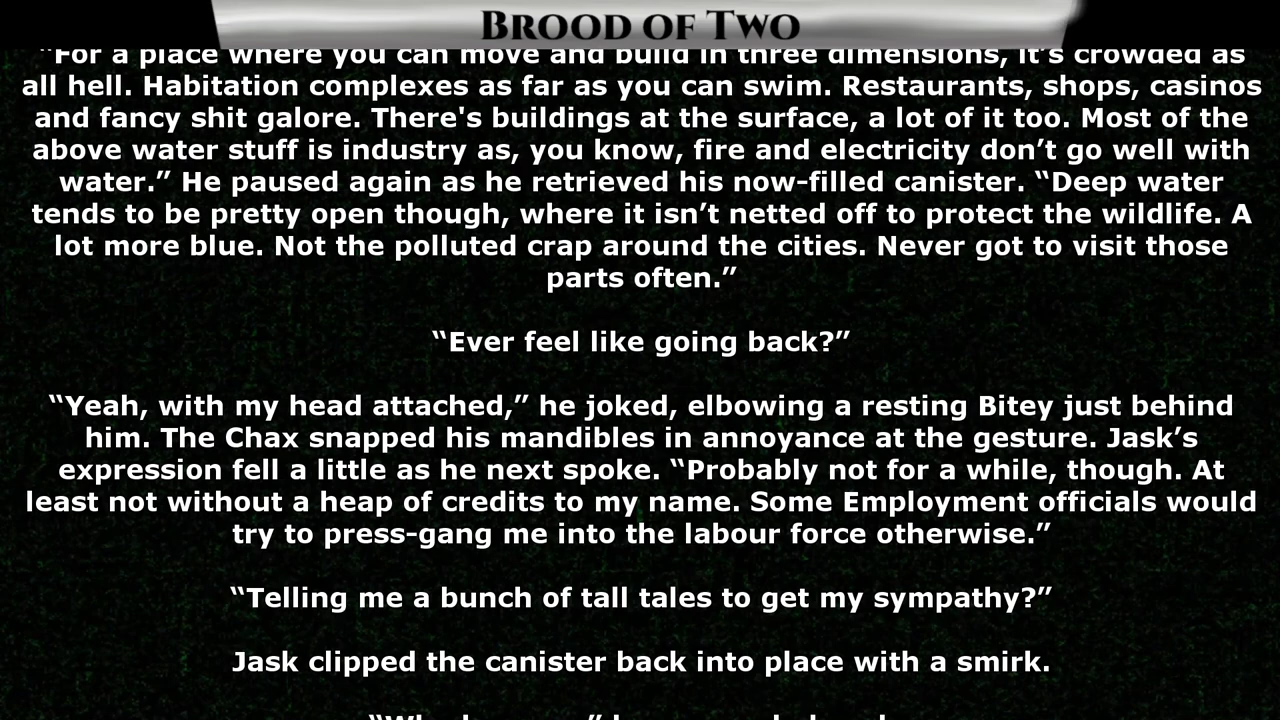 Brood of Two
“For a place where you can move and build in three dimensions, it’s crowded as
all hell. Habitation complexes as far as you can swim. Restaurants, shops, casinos
and fancy shit galore. There's buildings at the surface, a lot of it too. Most of the
above water stuff is industry as, you know, fire and electricity don’t go well with
water.” He paused again as he retrieved his now-filled canister. “Deep water
tends to be pretty open though, where it isn’t netted off to protect the wildlife. A
lot more blue. Not the polluted crap around the cities. Never got to visit those
parts often.”
“Ever feel like going back?”
“Yeah, with my head attached,” he joked, elbowing a resting Bitey just behind
him. The Chax snapped his mandibles in annoyance at the gesture. Jask’s
expression fell a little as he next spoke. “Probably not for a while, though. At
least not without a heap of credits to my name. Some Employment officials would
try to press-gang me into the labour force otherwise.”
“Telling me a bunch of tall tales to get my sympathy?”
Jask clipped the canister back into place with a smirk.